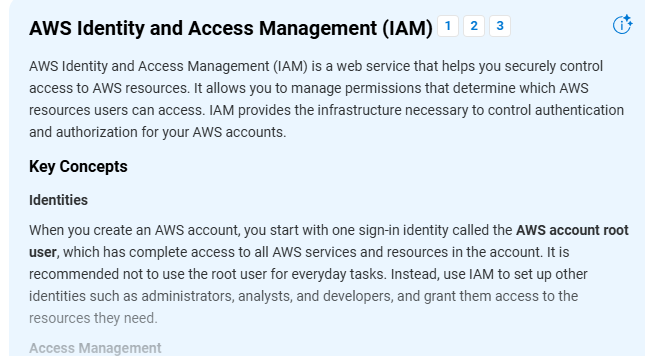 AWS Identity and Access Management (IAM) 1 2 3
AWS Identity and Access Management (IAM) is a web service that helps you securely control
access to AWS resources. It allows you to manage permissions that determine which AWS
resources users can access. IAM provides the infrastructure necessary to control authentication
and authorization for your AWS accounts.
Key Concepts
Identities
When you create an AWS account, you start with one sign-in identity called the AWS account root
user, which has complete access to all AWS services and resources in the account. It is
recommended not to use the root user for everyday tasks. Instead, use IAM to set up other
identities such as administrators, analysts, and developers, and grant them access to the
resources they need.
Access Management